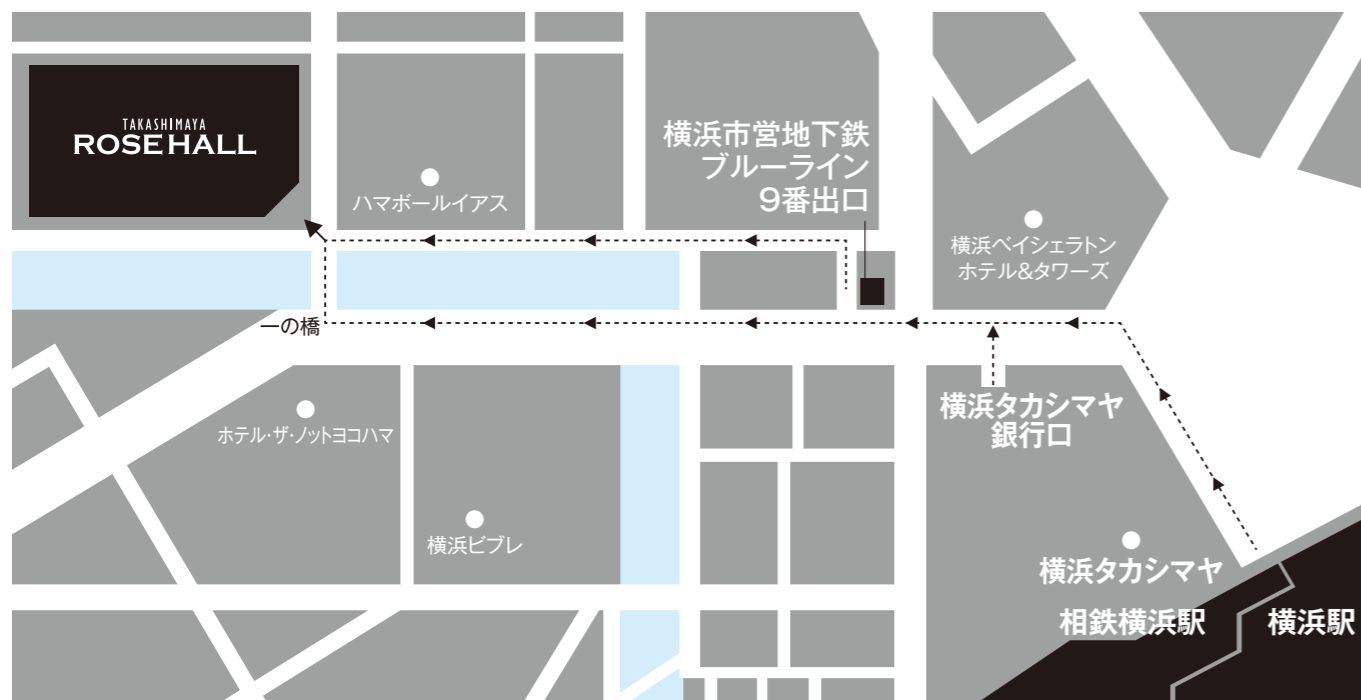 TAKASHIMAYA
ROSEHALL
ハマボールイアス
横浜市営地下鉄
ブルーライン
9番出口
横浜ベイシェラトン
ホテル&タワーズ
一の橋
ホテル・ザ・ノットヨコハマ
横浜ビブレ
横浜タカシマヤ
銀行口
横浜タカシマヤ
相鉄横浜駅
横浜駅